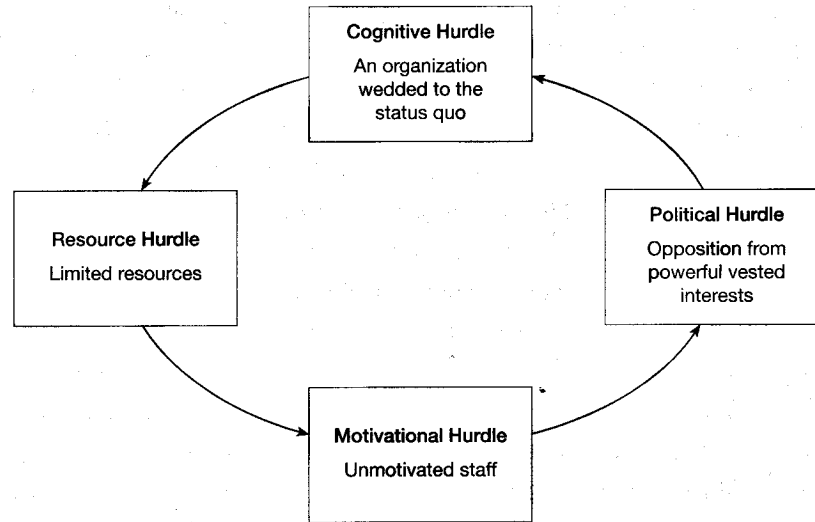 Cognitive Hurdle
An organization
wedded to the
status quo
Resource Hurdle
Limited resources
Political Hurdle
Opposition from
powerful vested
interests
Motivational Hurdle
Unmotivated staff